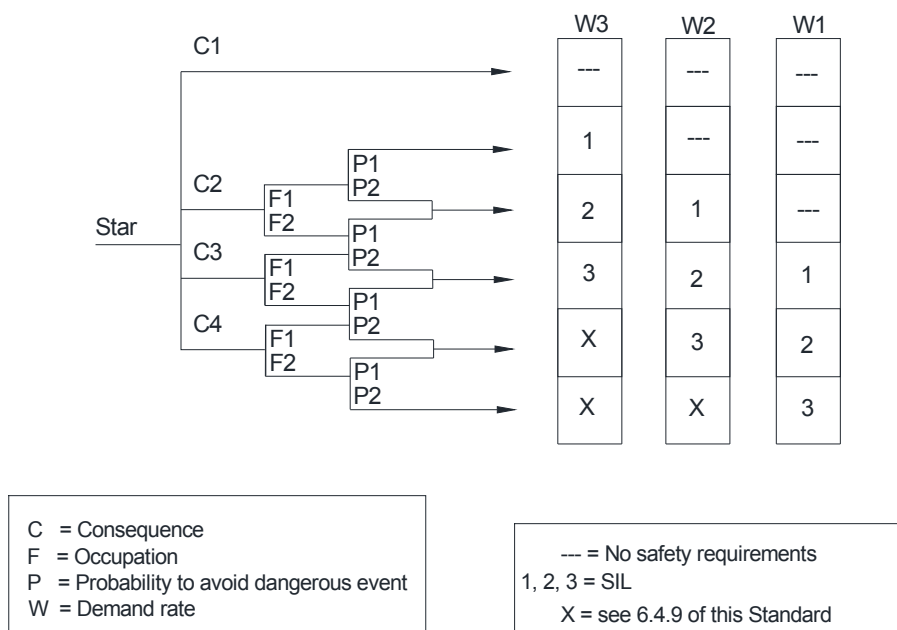 W3 W2 W1
C1
--- --- ---
1 --- ---
P1
C2 P2
F1
F2 2 1 ---
Star P1
C3 P2
F1 3 2 1
F2
P1
C4 P2
F1 X 3 2
F2 P1
P2
X X 3
C = Consequence
F = Occupation
P = Probability to avoid dangerous event
W = Demand rate
--- = No safety requirements
1, 2, 3 = SIL
X = see 6.4.9 of this Standard